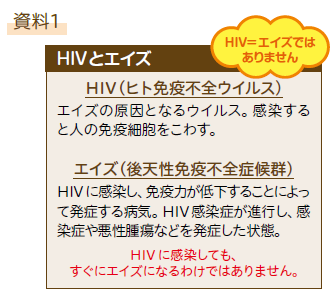 資料1
HIV=エイズでは
ありません
HIVとエイズ
HIV(ヒト免疫不全ウイルス)
エイズの原因となるウイルス。感染する
と人の免疫細胞をこわす。
エイズ(後天性免疫不全症候群)
HIVに感染し、免疫力が低下することによっ
て発症する病気。HIV感染症が進行し、感
染症や悪性腫瘍などを発症した状態。
HIVに感染しても、
すぐにエイズになるわけではありません。